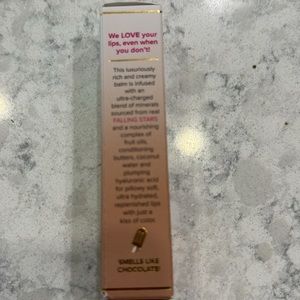 We LOVE your
lips, even when
you don't!
This luxuriously
rich and creamy
balm is infused
with an
ultra-charged
blend of minerals
sourced from real
FALLING STARS
and a nourishing
complex of
fruit oils,
conditioning
butters, coconut
water and
plumping
hyaluronic acid
for pillowy soft,
ultra hydrated,
replenished lips
with just a
kiss of color.
SMELLS LIKE
CHOCOLATE!